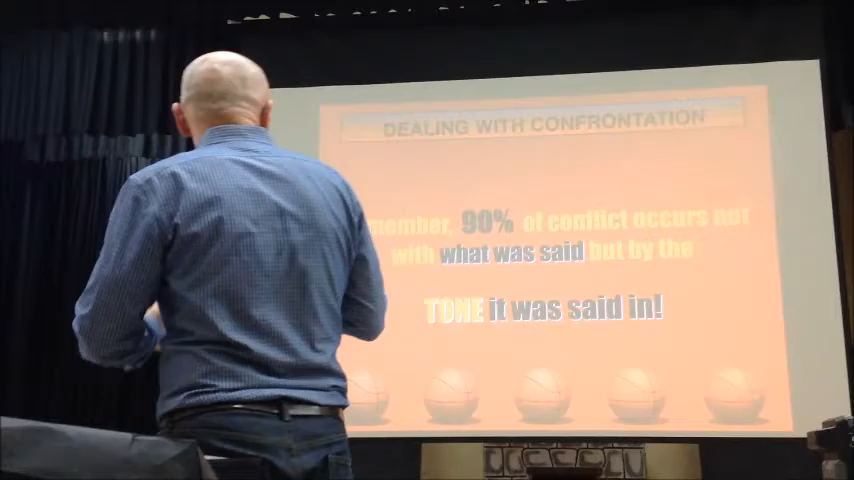 DEALING WITH CONFRONTATION
member, 90% of conflict occurs not
with what was said but by the
TONE it was said in!